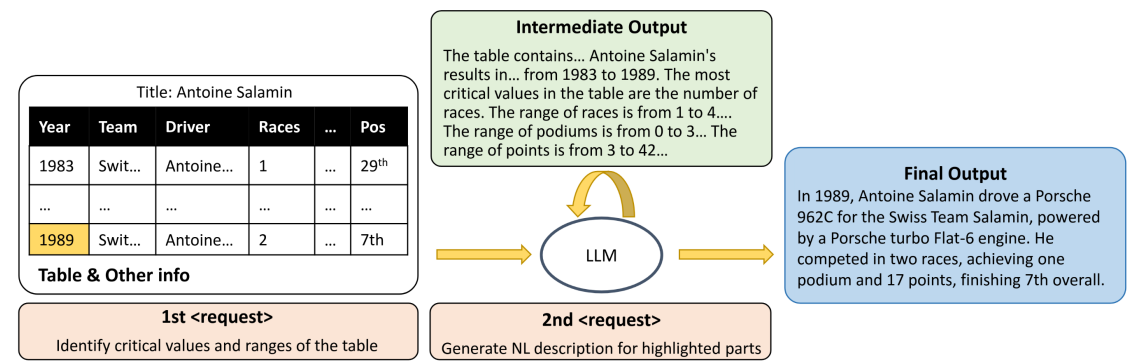 Title: Antoine Salamin
Year Team Driver Races ... Pos
1983 Swit... Antoine... 1 ... 29th
... ... ... ... ... ...
1989 Swit... Antoine... 2 ... 7th
Table & Other info
1st <request>
Identify critical values and ranges of the table
Intermediate Output
The table contains... Antoine Salamin's
results in... from 1983 to 1989. The most
critical values in the table are the number of
races. The range of races is from 1 to 4....
The range of podiums is from 0 to 3... The
range of points is from 3 to 42...
LLM
2nd <request>
Generate NL description for highlighted parts
Final Output
In 1989, Antoine Salamin drove a Porsche
962C for the Swiss Team Salamin, powered
by a Porsche turbo Flat-6 engine. He
competed in two races, achieving one
podium and 17 points, finishing 7th overall.